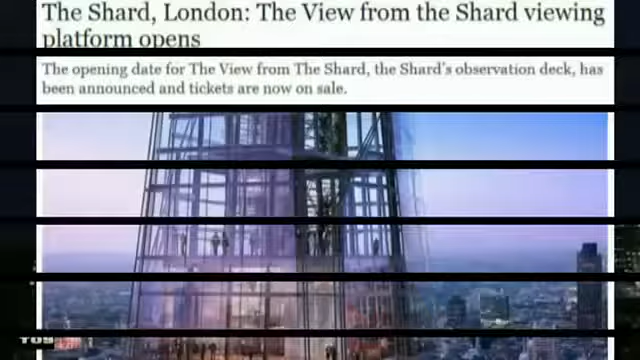 The Shard, London: The View from the Shard viewing
platform opens
The opening date for The View from The Shard, the Shard's observation deck, has
been announced and tickets are now on sale.